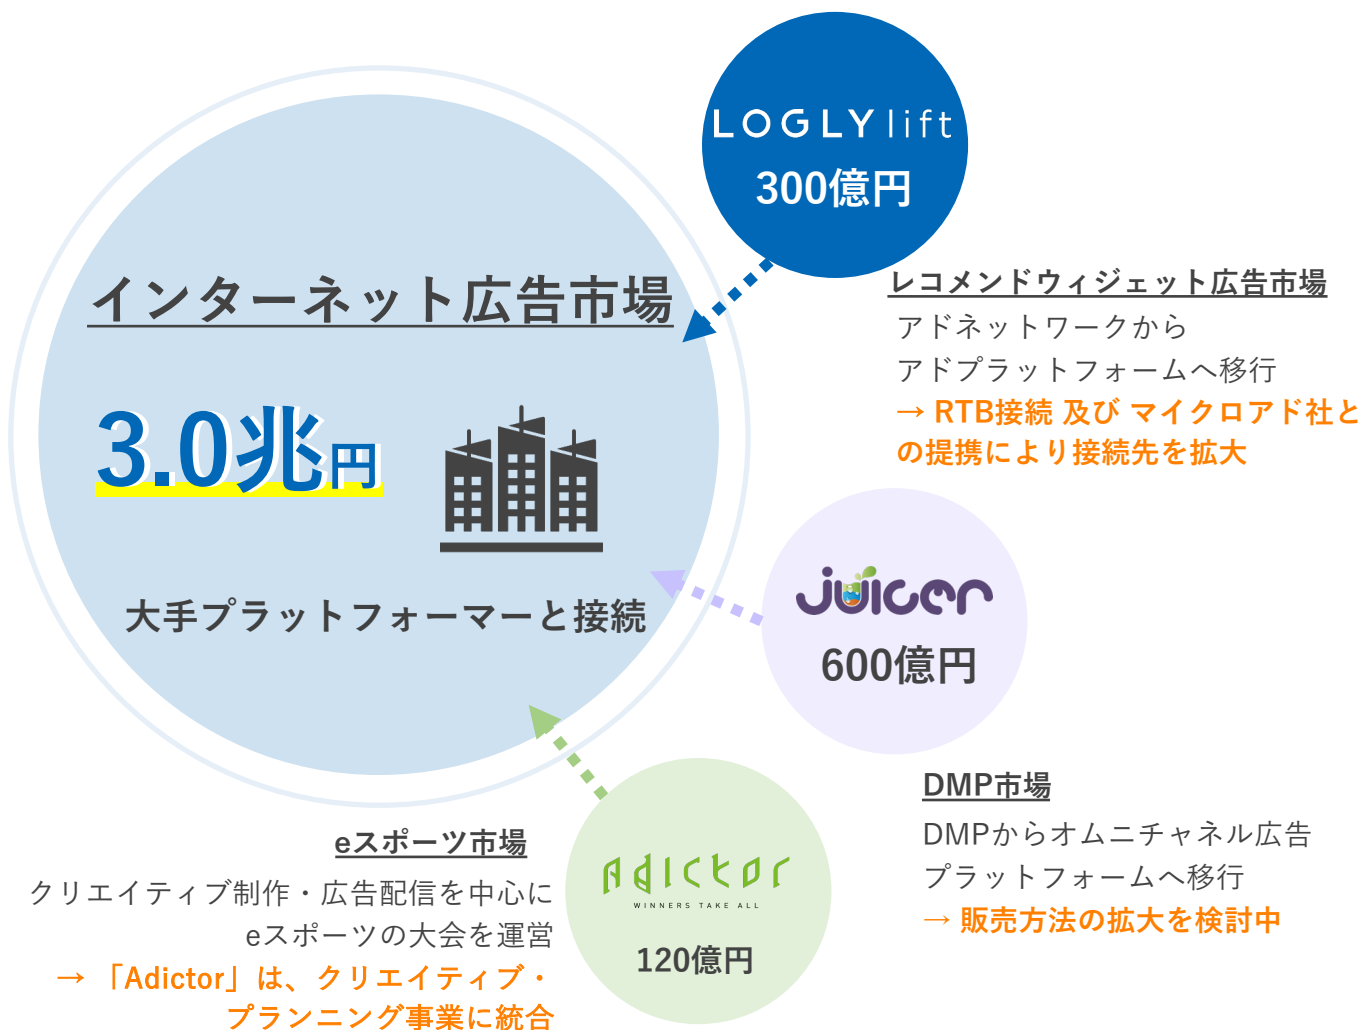 LOGLY lift
300億円
インターネット広告市場
3.0兆円
大手プラットフォーマーと接続
レコメンドウィジェット広告市場
アドネットワークから
アドプラットフォームへ移行
→ RTB接続 及び マイクロアド社と
の提携により接続先を拡大
juicer
600億円
DMP市場
DMPからオムニチャネル広告
プラットフォームへ移行
→ 販売方法の拡大を検討中
eスポーツ市場
クリエイティブ制作・広告配信を中心に
eスポーツの大会を運営
→ 「Adictor」は、クリエイティブ・
プランニング事業に統合
Adictor
WINNERS TAKE ALL
120億円